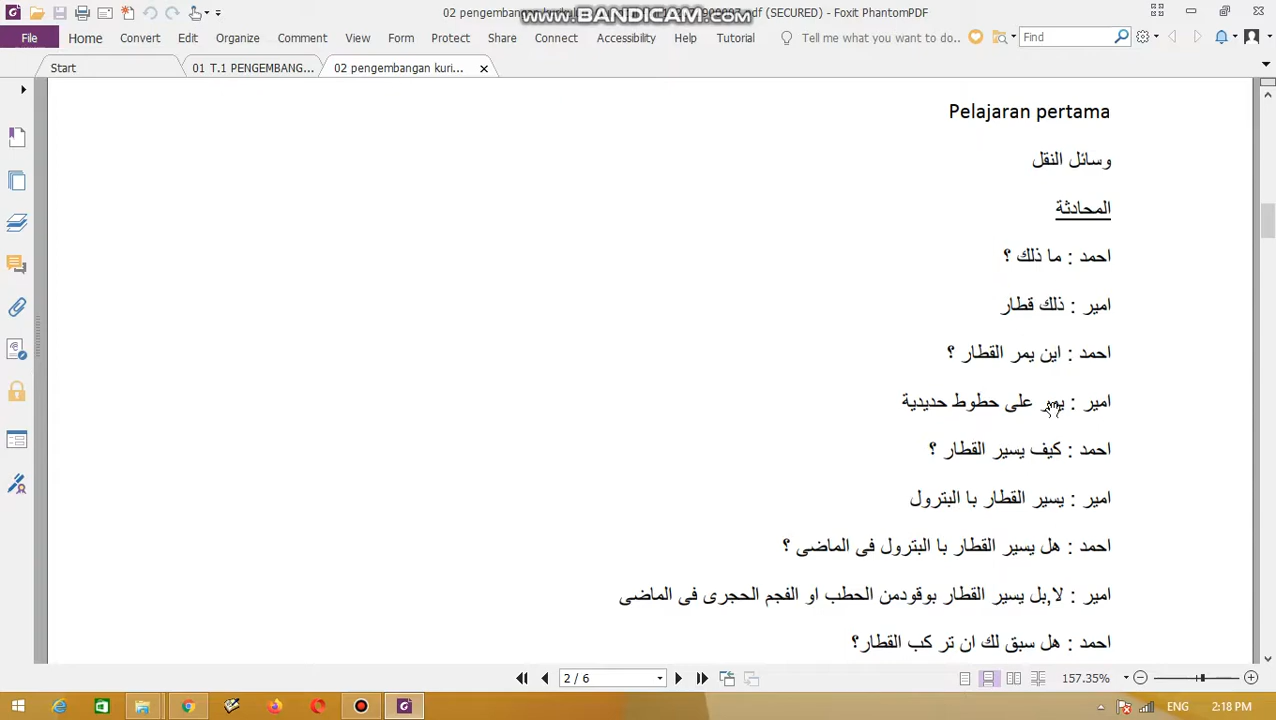 02 pengembang
pdf (SECURED) - Foxit PhantomPDF
www.BANDICAM.com
File Home Convert Edit Organize Comment View Form Protect Share Connect Accessibility Help Tutorial Tell me what you want to do.. Find
Start 01 T.1 PENGEMBANG... 02 pengembangan kuri...
Pelajaran pertama
وسائل النقل
المحادثة
احمد : ما ذلك ؟
امير : ذلك قطار
احمد : اين يمر القطار ؟
امير : يمر على حطوط حديدية
احمد : كيف يسير القطار ؟
امير : يسير القطار با البترول
احمد : هل يسير القطار با البترول فى الماضى ؟
امير : لا,بل يسير القطار بوقودمن الحطب او الفجم الحجرى فى الماضى
احمد : هل سبق لك ان تر كب القطار؟
2 / 6 157.35%
ENG 2:18 PM